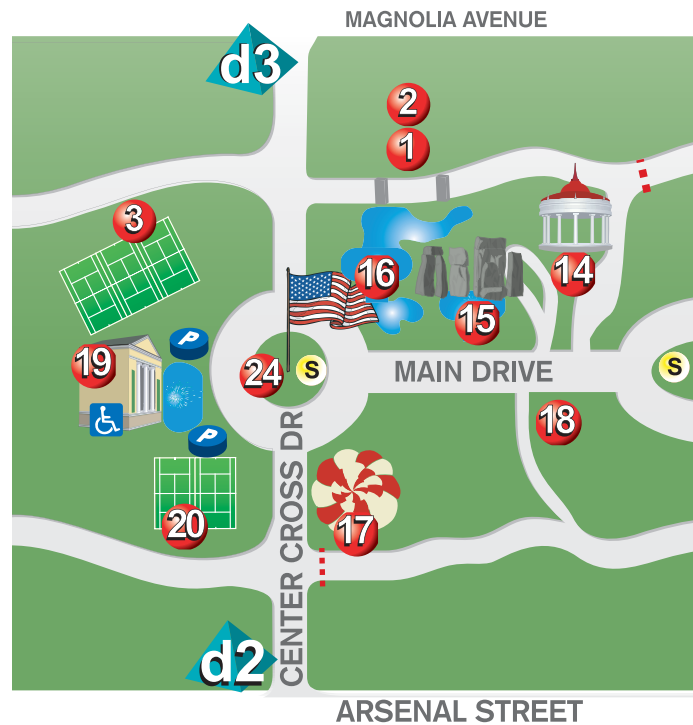 MAGNOLIA AVENUE
d3
2
1
3
16
14
15
19
P
24
S
MAIN DRIVE
S
18
P
20
17
CENTER CROSS DR
d2
ARSENAL STREET